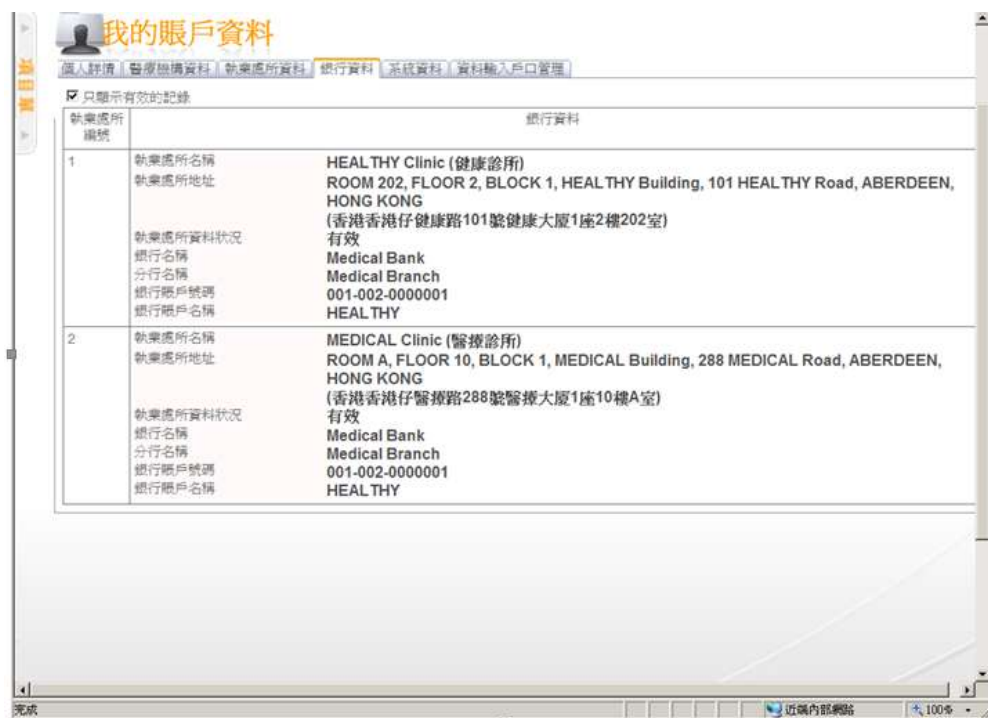 我的賬戶資料
項目單
個人詳情 醫療機構資料 執業處所資料 銀行資料 系統資料 資料輸入戶口管理
只顯示有效的記錄
執業處所編號 銀行資料
1 執業處所名稱 HEALTHY Clinic (健康診所)
執業處所地址 ROOM 202, FLOOR 2, BLOCK 1, HEALTHY Building, 101 HEALTHY Road, ABERDEEN,
HONG KONG
(香港香港仔健康路101號健康大厦1座2樓202室)
執業處所資料狀況 有效
銀行名稱 Medical Bank
分行名稱 Medical Branch
銀行賬戶號碼 001-002-0000001
銀行賬戶名稱 HEALTHY
2 執業處所名稱 MEDICAL Clinic (醫療診所)
執業處所地址 ROOM A, FLOOR 10, BLOCK 1, MEDICAL Building, 288 MEDICAL Road, ABERDEEN,
HONG KONG
(香港香港仔醫療路288號醫療大厦1座10樓A室)
執業處所資料狀況 有效
銀行名稱 Medical Bank
分行名稱 Medical Branch
銀行賬戶號碼 001-002-0000001
銀行賬戶名稱 HEALTHY
完成 近端內部網路 100%